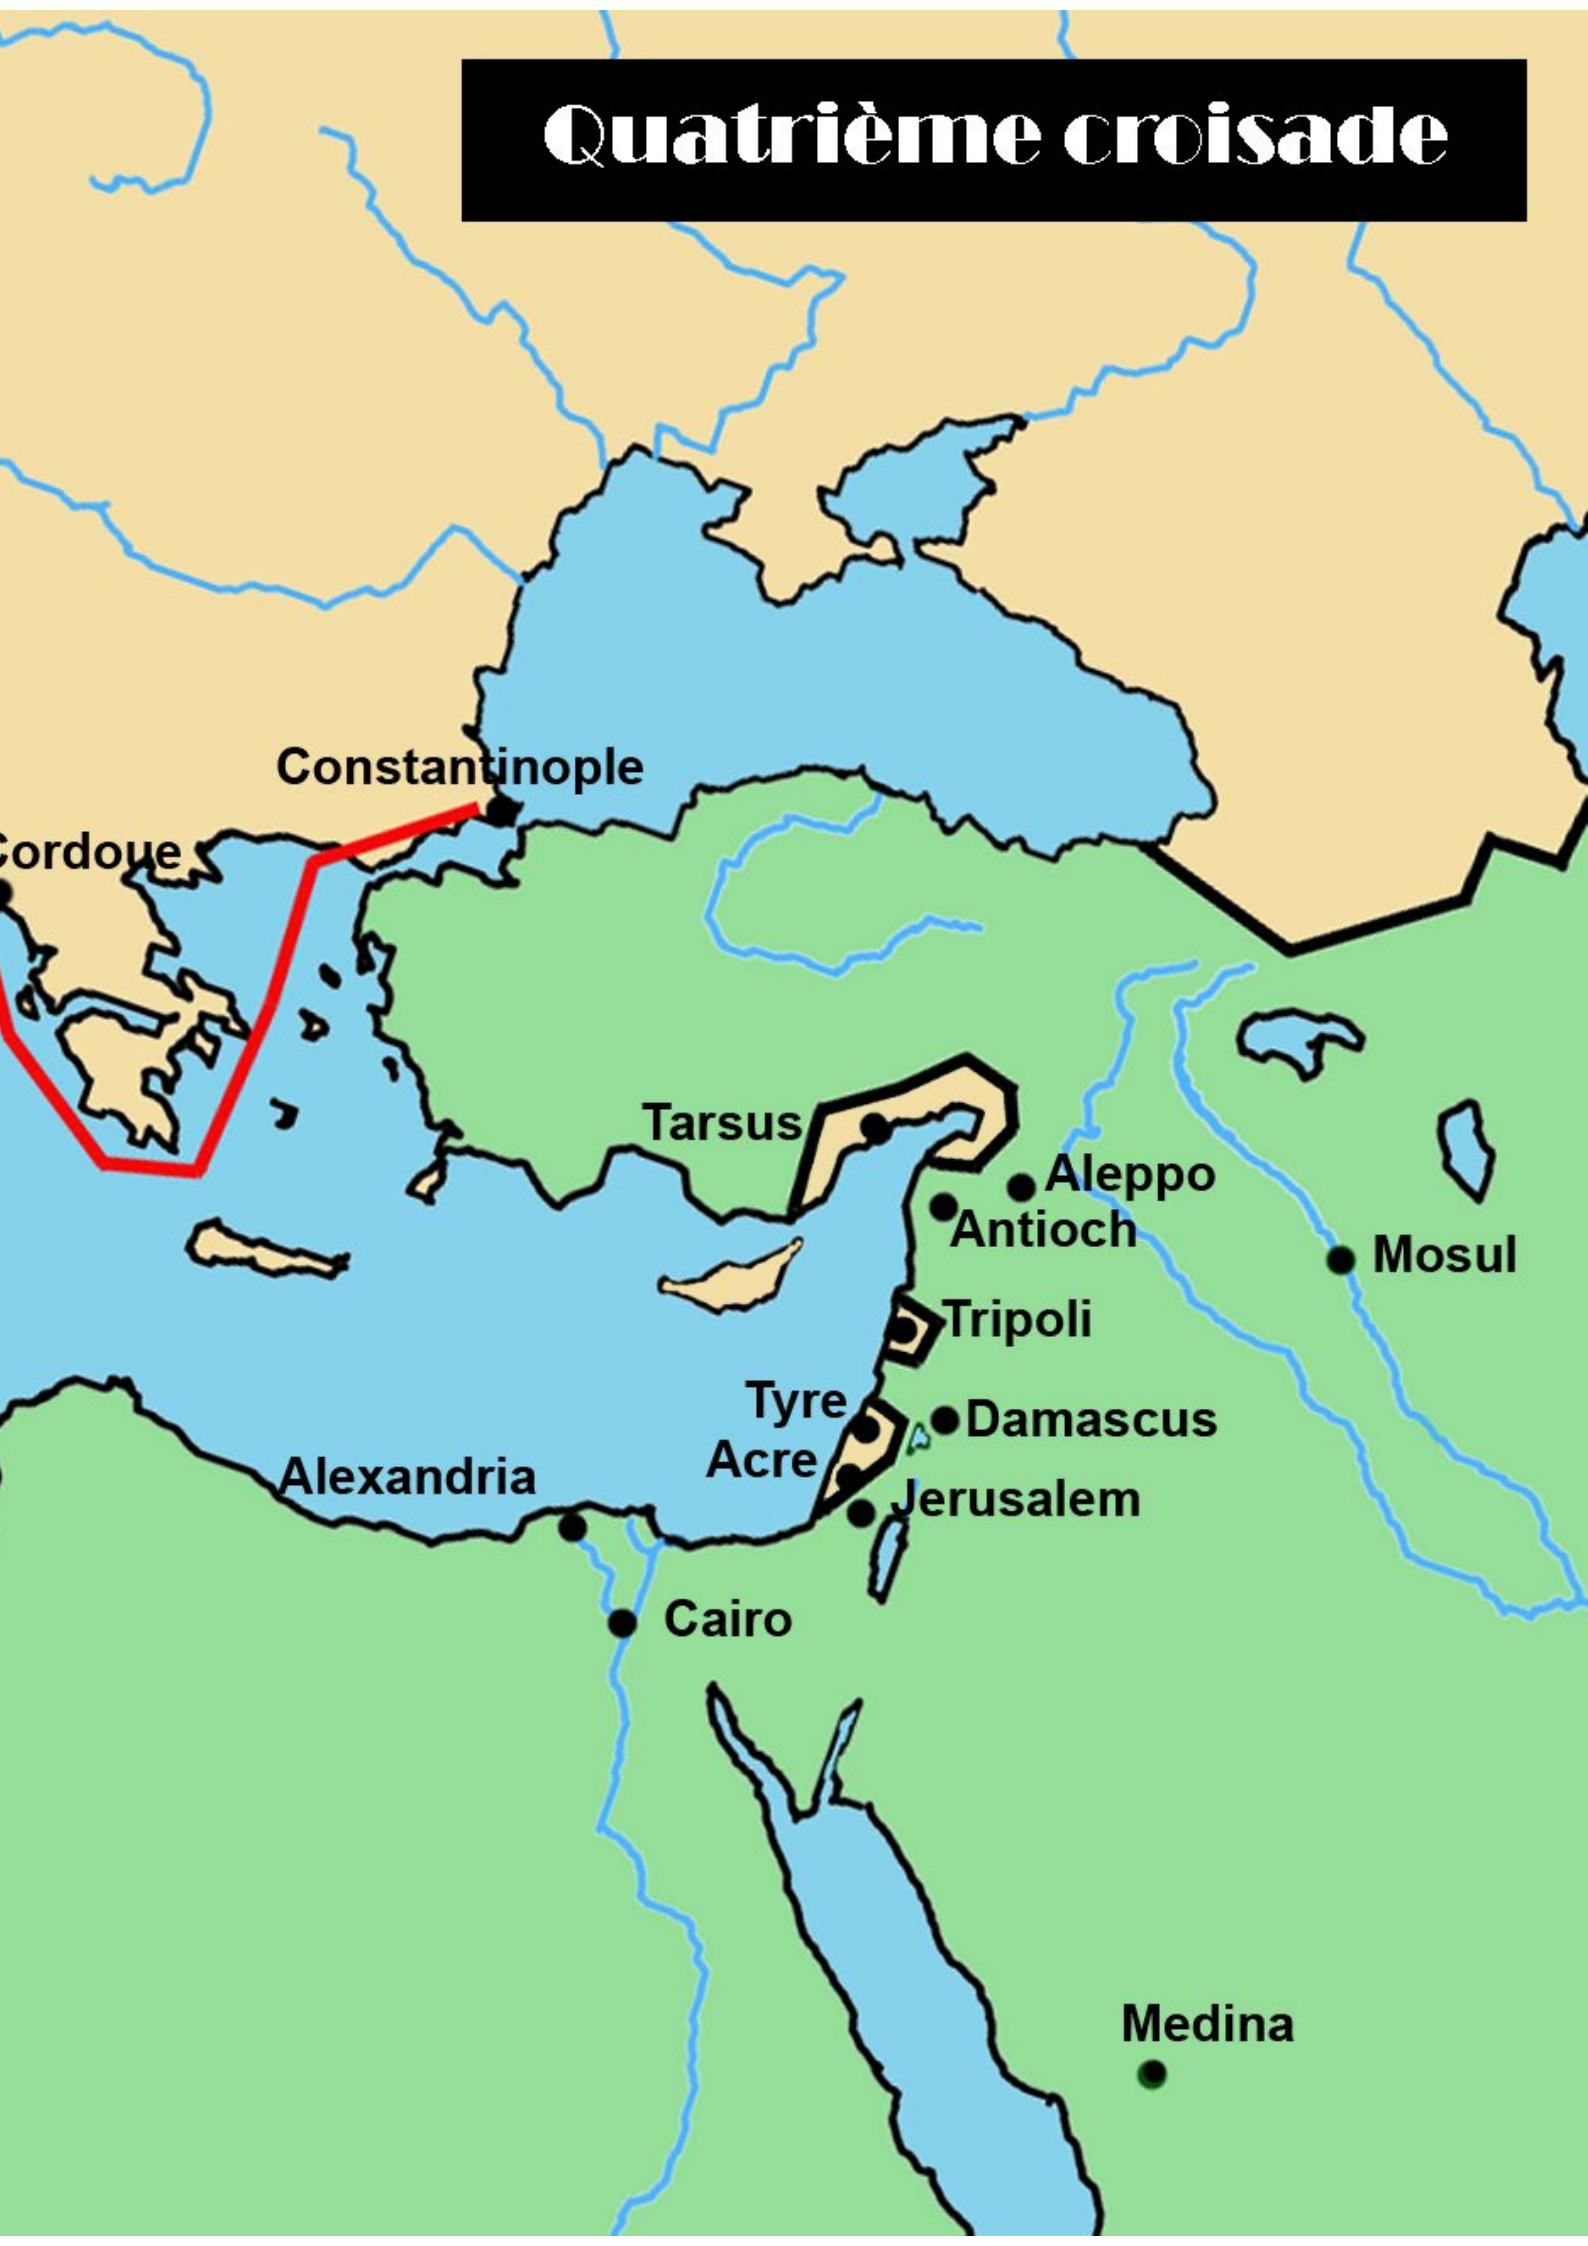 Quatrième croisade
Constantinople
Cordoue
Tarsus
Aleppo
Antioch
Mosul
Tripoli
Tyre
Damascus
Acre
Alexandria
Jerusalem
Cairo
Medina